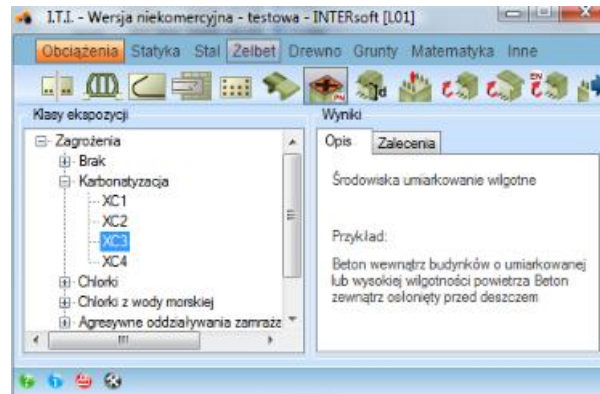 I.T.I. - Wersja niekomercyjna - testowa - INTERsoft [L01]
Obciążenia Statyka Stal Żelbet Drewno Grunty Matematyka Inne
PN d EN
Klasy ekspozycji
Zagrożenia
Brak
Karbonatyzacja
XC1
XC2
XC3
XC4
Chlorki
Chlorki z wody morskiej
Agresywne oddziaływania zamraża
Wyniki
Opis Zalecenia
Środowiska umiarkowanie wilgotne
Przykład:
Beton wewnątrz budynków o umiarkowanej
lub wysokiej wilgotności powietrza Beton
zewnątrz osłonięty przed deszczem